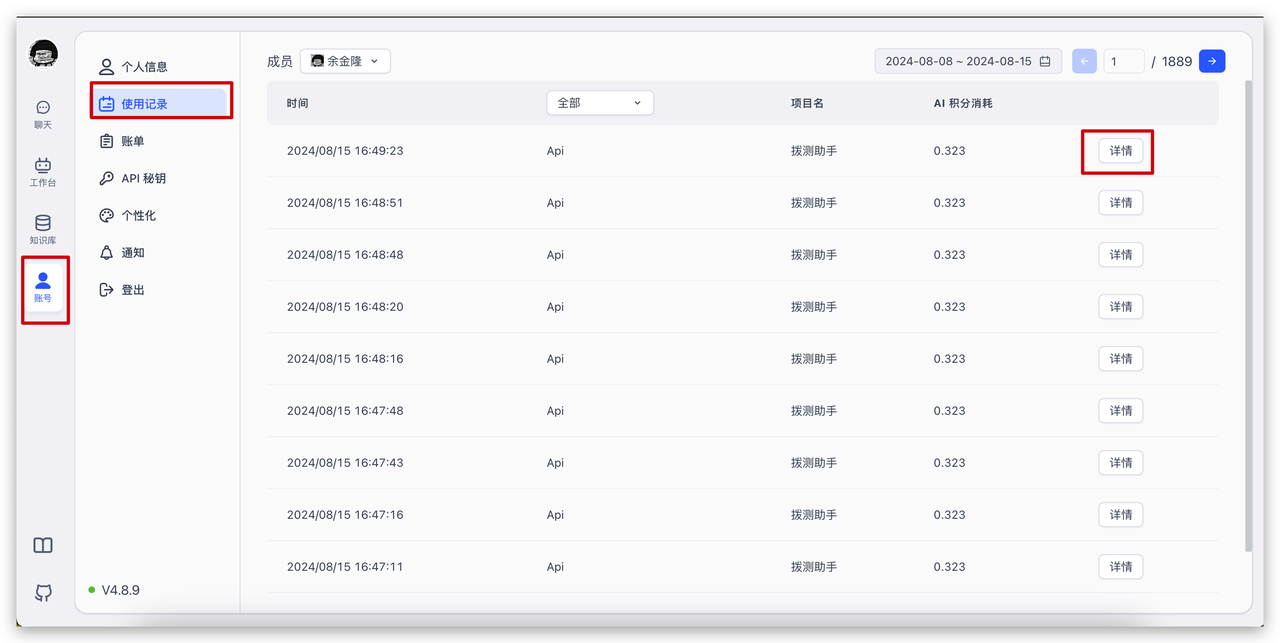 聊天
工作台
知识库
账号
个人信息
使用记录
账单
API 秘钥
个性化
通知
登出
V4.8.9
成员 余金隆 2024-08-08 ~ 2024-08-15 1 / 1889
时间 全部 项目名 AI 积分消耗
2024/08/15 16:49:23 Api 拨测助手 0.323 详情
2024/08/15 16:48:51 Api 拨测助手 0.323 详情
2024/08/15 16:48:48 Api 拨测助手 0.323 详情
2024/08/15 16:48:20 Api 拨测助手 0.323 详情
2024/08/15 16:48:16 Api 拨测助手 0.323 详情
2024/08/15 16:47:48 Api 拨测助手 0.323 详情
2024/08/15 16:47:43 Api 拨测助手 0.323 详情
2024/08/15 16:47:16 Api 拨测助手 0.323 详情
2024/08/15 16:47:11 Api 拨测助手 0.323 详情